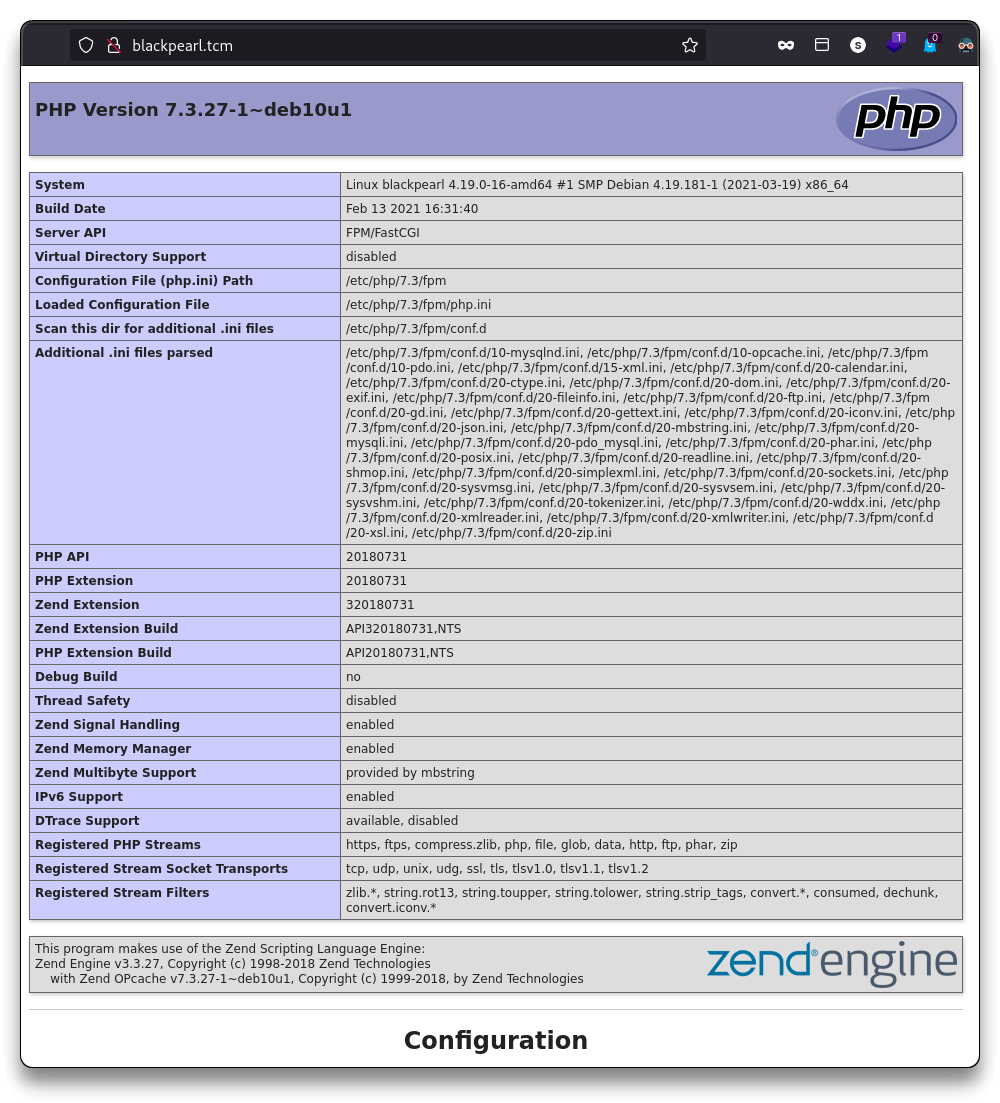 blackpearl.tcm
S
1
0
PHP Version 7.3.27-1~deb10u1
php
System Linux blackpearl 4.19.0-16-amd64 #1 SMP Debian 4.19.181-1 (2021-03-19) x86_64
Build Date Feb 13 2021 16:31:40
Server API FPM/FastCGI
Virtual Directory Support disabled
Configuration File (php.ini) Path /etc/php/7.3/fpm
Loaded Configuration File /etc/php/7.3/fpm/php.ini
Scan this dir for additional .ini files /etc/php/7.3/fpm/conf.d
Additional .ini files parsed /etc/php/7.3/fpm/conf.d/10-mysqlnd.ini, /etc/php/7.3/fpm/conf.d/10-opcache.ini, /etc/php/7.3/fpm
/conf.d/10-pdo.ini, /etc/php/7.3/fpm/conf.d/15-xml.ini, /etc/php/7.3/fpm/conf.d/20-calendar.ini,
/etc/php/7.3/fpm/conf.d/20-ctype.ini, /etc/php/7.3/fpm/conf.d/20-dom.ini, /etc/php/7.3/fpm/conf.d/20-
exif.ini, /etc/php/7.3/fpm/conf.d/20-fileinfo.ini, /etc/php/7.3/fpm/conf.d/20-ftp.ini, /etc/php/7.3/fpm
/conf.d/20-gd.ini, /etc/php/7.3/fpm/conf.d/20-gettext.ini, /etc/php/7.3/fpm/conf.d/20-iconv.ini, /etc/php
/7.3/fpm/conf.d/20-json.ini, /etc/php/7.3/fpm/conf.d/20-mbstring.ini, /etc/php/7.3/fpm/conf.d/20-
mysqli.ini, /etc/php/7.3/fpm/conf.d/20-pdo_mysql.ini, /etc/php/7.3/fpm/conf.d/20-phar.ini, /etc/php
/7.3/fpm/conf.d/20-posix.ini, /etc/php/7.3/fpm/conf.d/20-readline.ini, /etc/php/7.3/fpm/conf.d/20-
shmop.ini, /etc/php/7.3/fpm/conf.d/20-simplexml.ini, /etc/php/7.3/fpm/conf.d/20-sockets.ini, /etc/php
/7.3/fpm/conf.d/20-sysvmsg.ini, /etc/php/7.3/fpm/conf.d/20-sysvsem.ini, /etc/php/7.3/fpm/conf.d/20-
sysvshm.ini, /etc/php/7.3/fpm/conf.d/20-tokenizer.ini, /etc/php/7.3/fpm/conf.d/20-wddx.ini, /etc/php
/7.3/fpm/conf.d/20-xmlreader.ini, /etc/php/7.3/fpm/conf.d/20-xmlwriter.ini, /etc/php/7.3/fpm/conf.d
/20-xsl.ini, /etc/php/7.3/fpm/conf.d/20-zip.ini
PHP API 20180731
PHP Extension 20180731
Zend Extension 320180731
Zend Extension Build API320180731,NTS
PHP Extension Build API20180731,NTS
Debug Build no
Thread Safety disabled
Zend Signal Handling enabled
Zend Memory Manager enabled
Zend Multibyte Support provided by mbstring
IPv6 Support enabled
DTrace Support available, disabled
Registered PHP Streams https, ftps, compress.zlib, php, file, glob, data, http, ftp, phar, zip
Registered Stream Socket Transports tcp, udp, unix, udg, ssl, tls, tlsv1.0, tlsv1.1, tlsv1.2
Registered Stream Filters zlib.*, string.rot13, string.toupper, string.tolower, string.strip_tags, convert.*, consumed, dechunk,
convert.iconv.*
This program makes use of the Zend Scripting Language Engine:
Zend Engine v3.3.27, Copyright (c) 1998-2018 Zend Technologies
with Zend OPcache v7.3.27-1~deb10u1, Copyright (c) 1999-2018, by Zend Technologies
zend® engine
Configuration